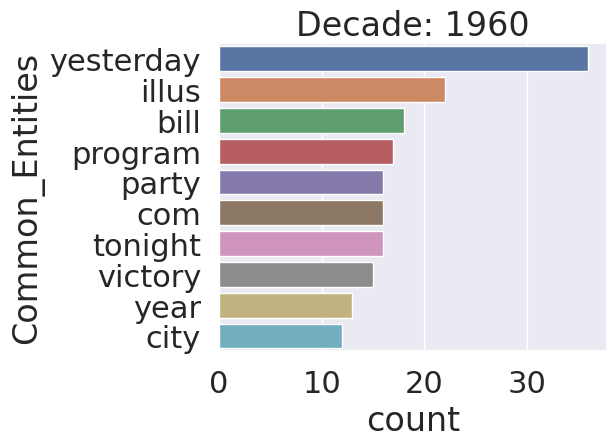 Decade: 1960
Common_Entities
yesterday
illus
bill
program
party
com
tonight
victory
year
city
0 10 20 30
count